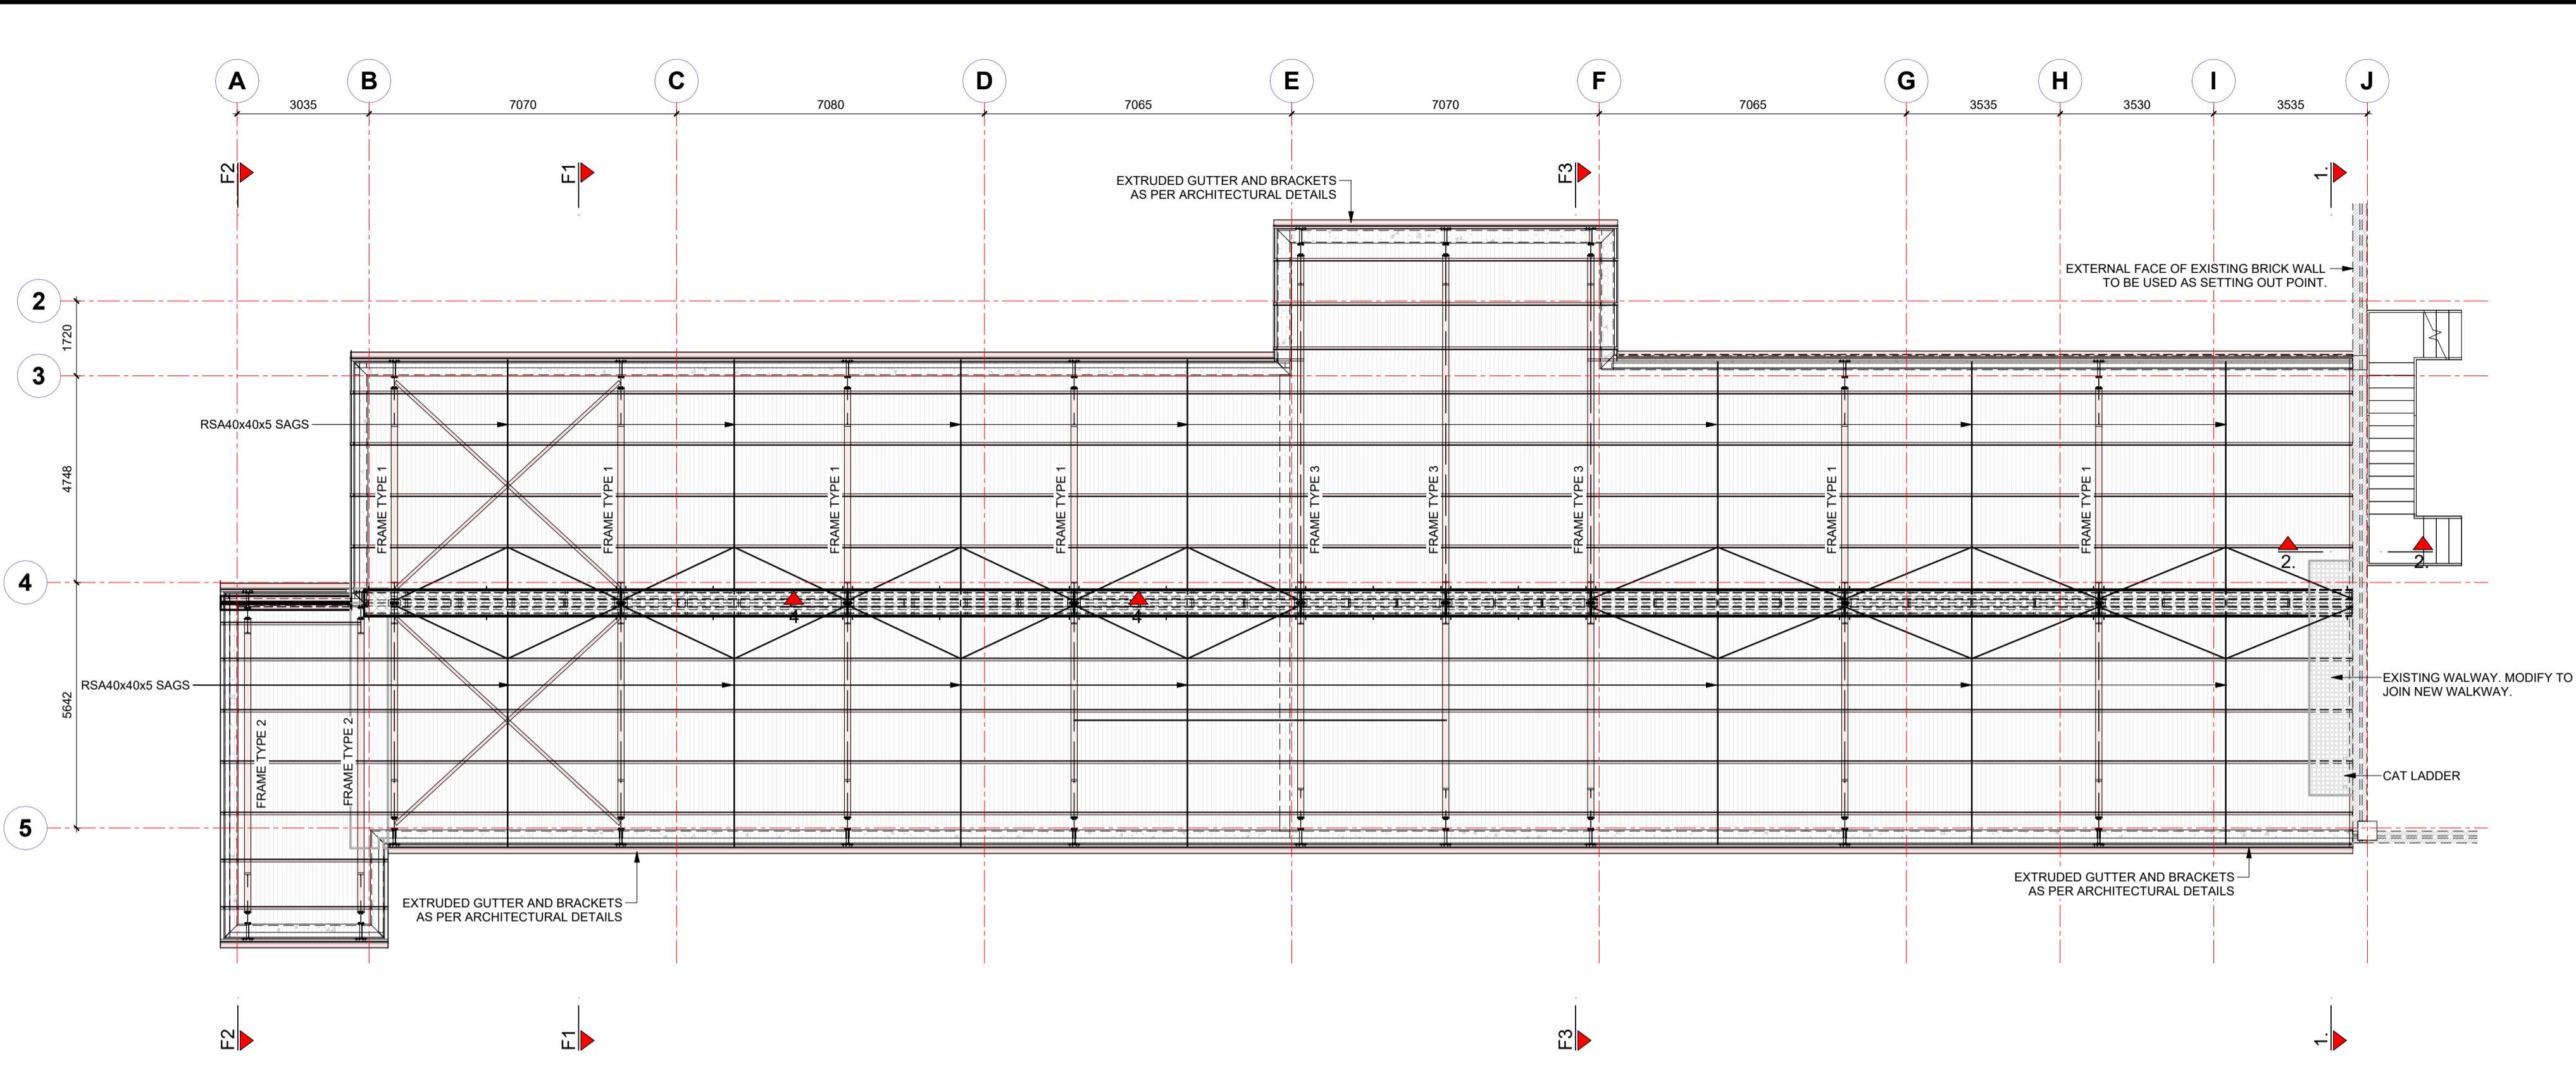 A B C D E F G H I J
3035 7070 7080 7065 7070 7065 3535 3530 3535
F2 F1 F3 1.
EXTRUDED GUTTER AND BRACKETS
AS PER ARCHITECTURAL DETAILS
EXTERNAL FACE OF EXISTING BRICK WALL
TO BE USED AS SETTING OUT POINT.
2
1720
3
RSA40x40x5 SAGS
4748
FRAME TYPE 1
FRAME TYPE 1
FRAME TYPE 1
FRAME TYPE 1
FRAME TYPE 3
FRAME TYPE 3
FRAME TYPE 3
FRAME TYPE 1
FRAME TYPE 1
2. 2.
4
4 4
RSA40x40x5 SAGS
5642
EXISTING WALWAY. MODIFY TO
JOIN NEW WALKWAY.
FRAME TYPE 2
FRAME TYPE 2
CAT LADDER
5
EXTRUDED GUTTER AND BRACKETS
AS PER ARCHITECTURAL DETAILS
EXTRUDED GUTTER AND BRACKETS
AS PER ARCHITECTURAL DETAILS
F2 F1 F3 1.